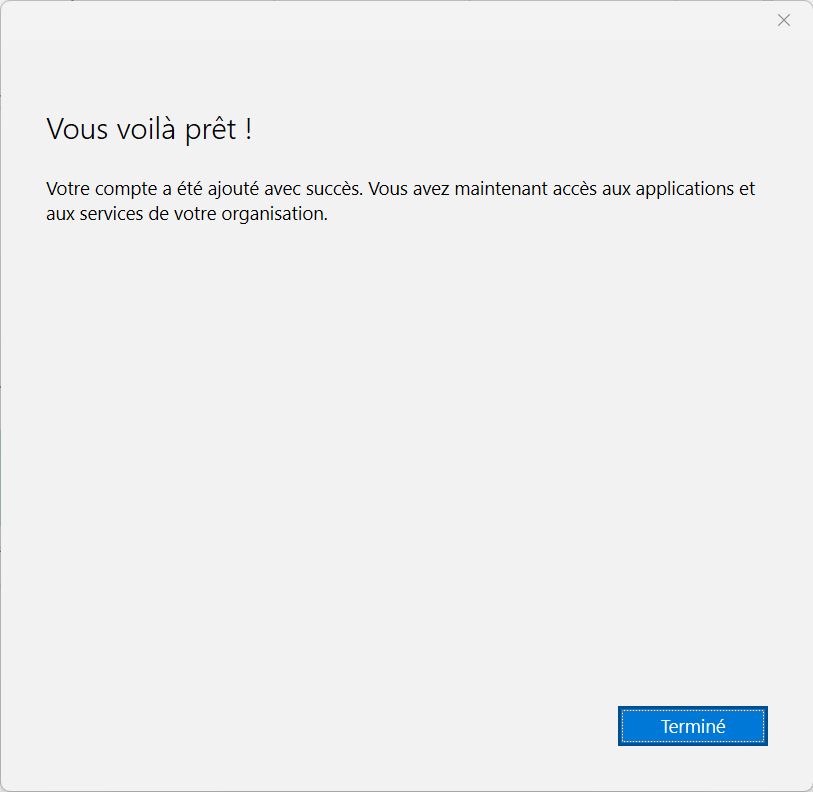 Vous voilà prêt !
Votre compte a été ajouté avec succès. Vous avez maintenant accès aux applications et
aux services de votre organisation.
Terminé